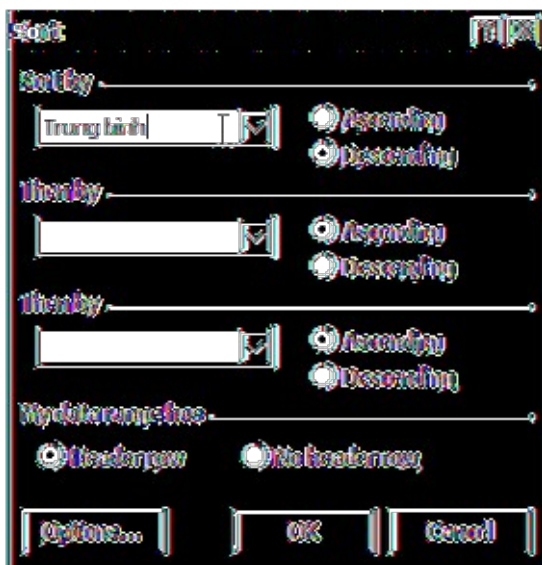 Sort
Sort by
Trung bình
Ascending
Descending
Then by
Ascending
Descending
Then by
Ascending
Descending
My data range has
Header row
No header row
Options...
OK
Cancel